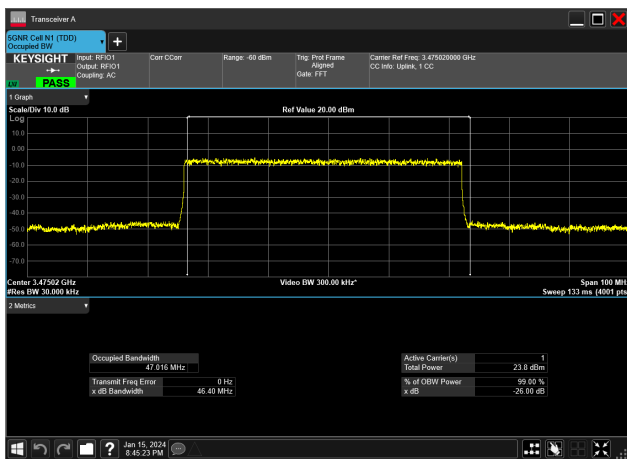 Transceiver A
5GNR Cell N1 (TDD)
Occupied BW
KEYSIGHT
LXI
PASS
Input: RFIO1
Output: RFIO1
Coupling: AC
Corr CCorr
Range: -60 dBm
Trig: Prot Frame
Aligned
Gate: FFT
Carrier Ref Freq: 3.475020000 GHz
CC Info: Uplink, 1 CC
1 Graph
Scale/Div 10.0 dB
Ref Value 20.00 dBm
Log
10.0
0.00
-10.0
-20.0
-30.0
-40.0
-50.0
-60.0
-70.0
Center 3.47502 GHz
Video BW 300.00 kHz*
Span 100 MH
#Res BW 30.000 kHz
Sweep 133 ms (4001 pts
2 Metrics
Occupied Bandwidth
47.016 MHz
Active Carrier(s) 1
Total Power 23.8 dBm
Transmit Freq Error 0 Hz
x dB Bandwidth 46.40 MHz
% of OBW Power 99.00 %
x dB -26.00 dB
?
Jan 15, 2024
8:45:23 PM